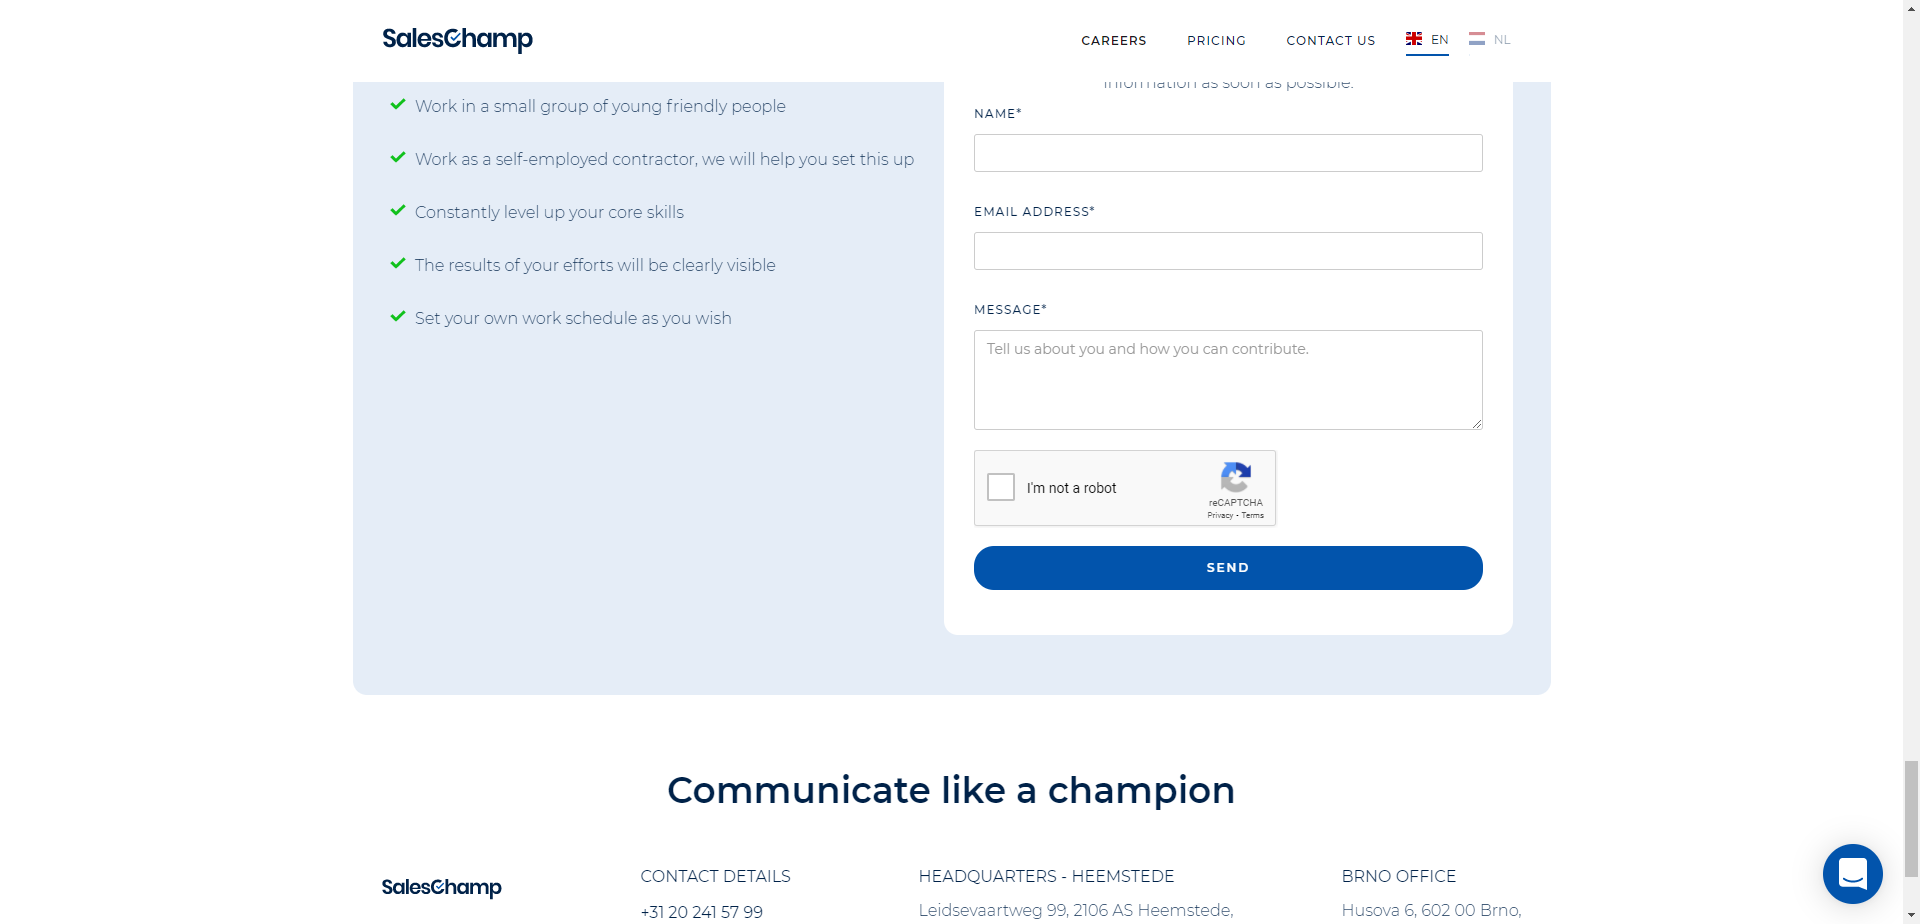 SalesChamp
CAREERS
PRICING
CONTACT US
EN
NL
information as soon as possible.
Work in a small group of young friendly people
Work as a self-employed contractor, we will help you set this up
Constantly level up your core skills
The results of your efforts will be clearly visible
Set your own work schedule as you wish
NAME*
EMAIL ADDRESS*
MESSAGE*
Tell us about you and how you can contribute.
I'm not a robot
reCAPTCHA
Privacy - Terms
SEND
Communicate like a champion
SalesChamp
CONTACT DETAILS
+31 20 241 57 99
HEADQUARTERS - HEEMSTEDE
Leidsevaartweg 99, 2106 AS Heemstede,
BRNO OFFICE
Husova 6, 602 00 Brno,